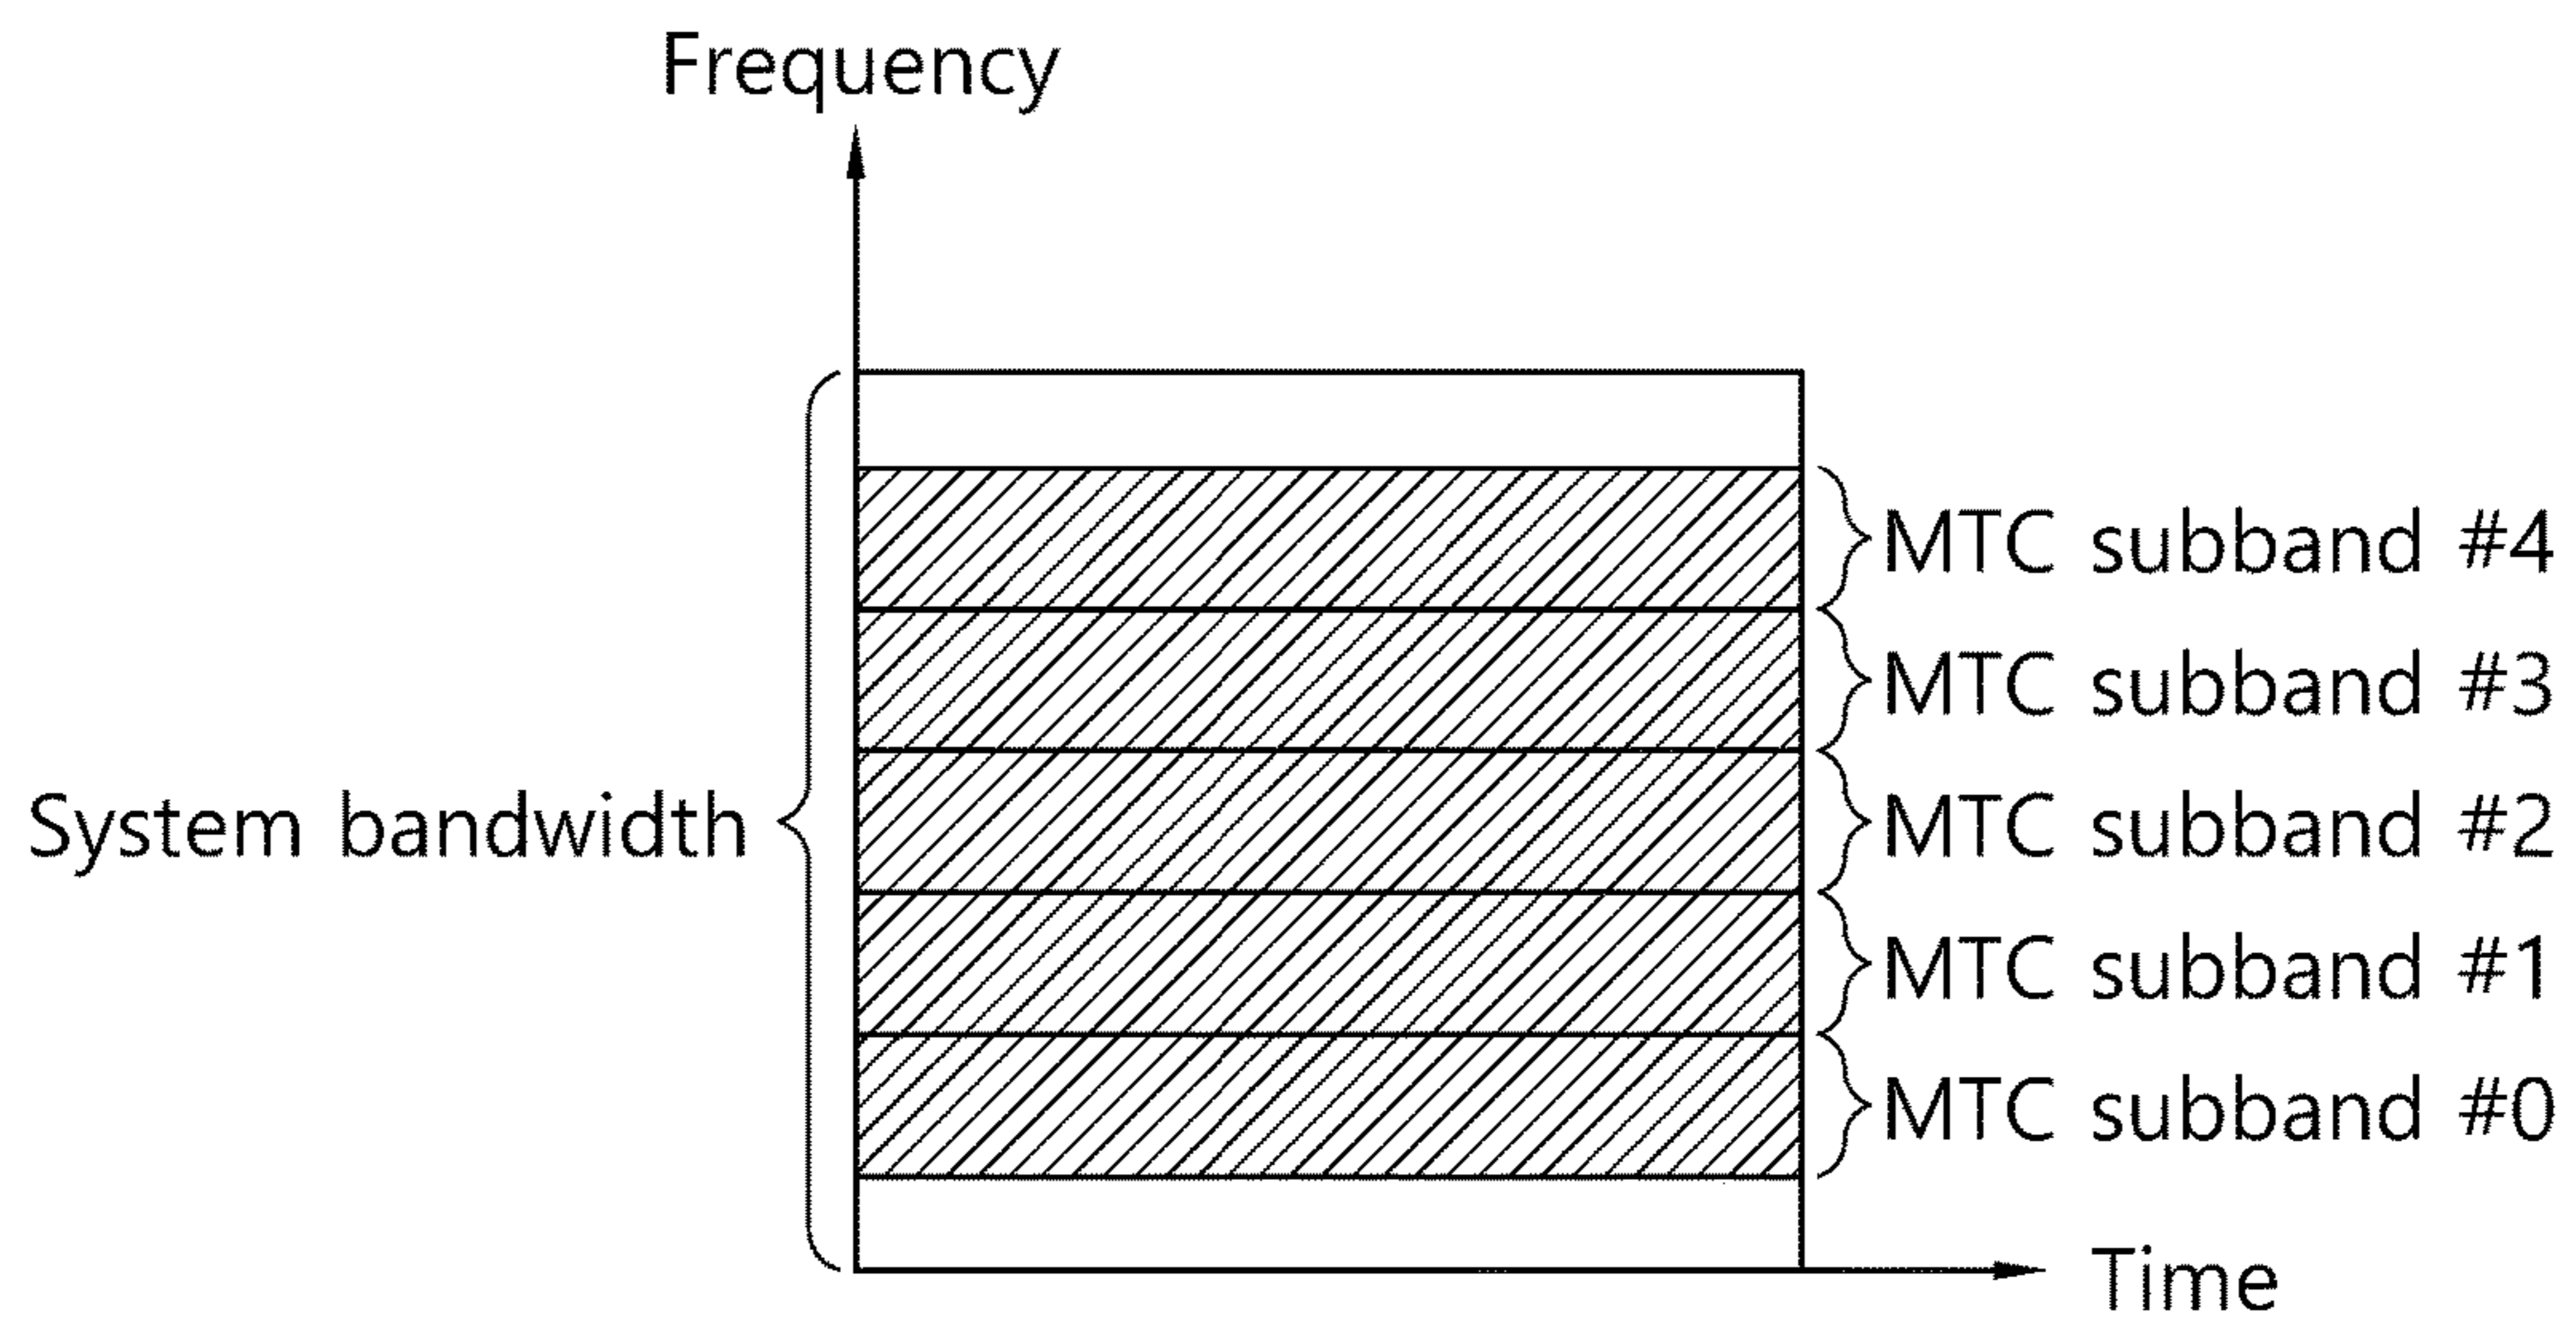 Frequency
MTC subband #4
MTC subband #3
System bandwidth
MTC subband #2
MTC subband #1
MTC subband #0
Time